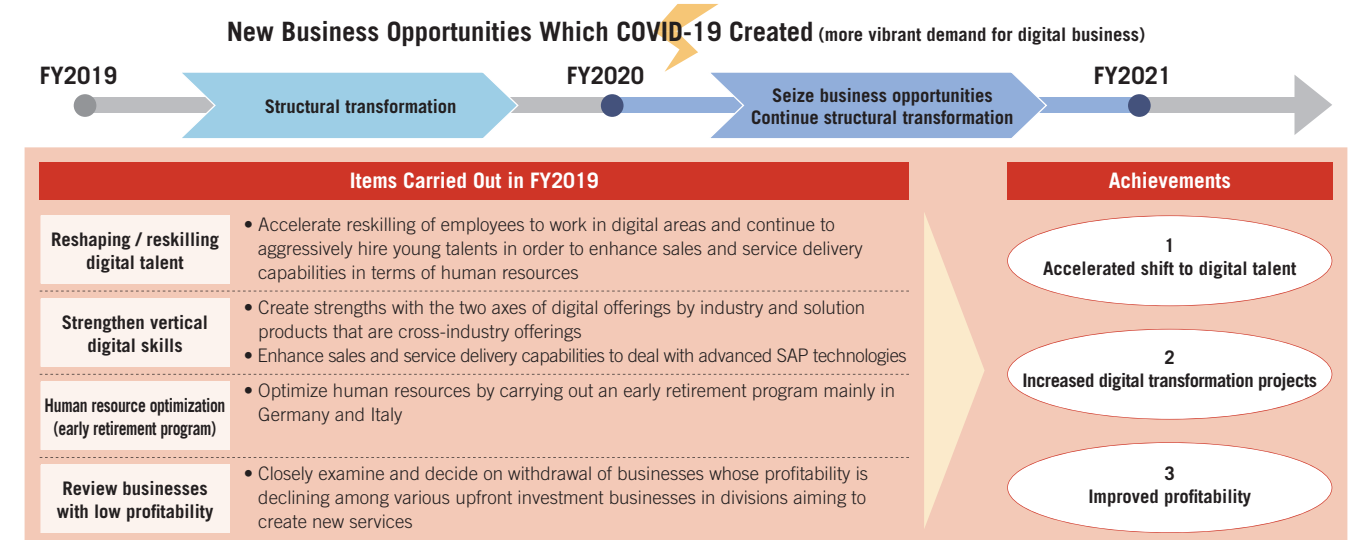 New Business Opportunities Which COVID-19 Created (more vibrant demand for digital business)
FY2019
FY2020
FY2021
Structural transformation
Seize business opportunities
Continue structural transformation
Items Carried Out in FY2019
Reshaping / reskilling
digital talent
• Accelerate reskilling of employees to work in digital areas and continue to
aggressively hire young talents in order to enhance sales and service delivery
capabilities in terms of human resources
Strengthen vertical
digital skills
• Create strengths with the two axes of digital offerings by industry and solution
products that are cross-industry offerings
• Enhance sales and service delivery capabilities to deal with advanced SAP technologies
Human resource optimization
(early retirement program)
• Optimize human resources by carrying out an early retirement program mainly in
Germany and Italy
Review businesses
with low profitability
• Closely examine and decide on withdrawal of businesses whose profitability is
declining among various upfront investment businesses in divisions aiming to
create new services
Achievements
1
Accelerated shift to digital talent
2
Increased digital transformation projects
3
Improved profitability